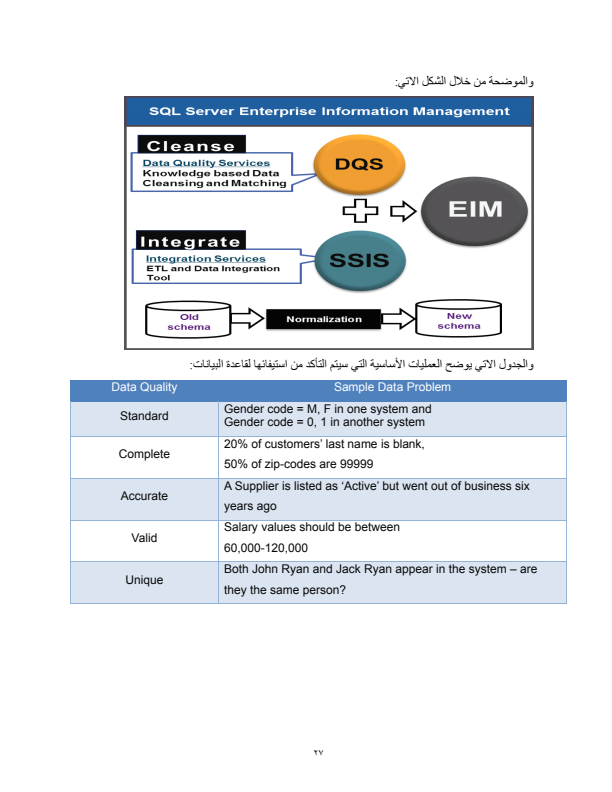 والموضحة من خلال الشكل الاتي:
SQL Server Enterprise Information Management
Cleanse
Data Quality Services
Knowledge based Data
Cleansing and Matching
DQS
EIM
Integrate
Integration Services
ETL and Data Integration
Tool
SSIS
Old
schema
Normalization
New
schema
والجدول الاتي يوضح العمليات الأساسية التي سيتم التأكد من استيفائها لقاعدة البيانات:
Data Quality
Sample Data Problem
Standard
Gender code = M, F in one system and
Gender code = 0, 1 in another system
Complete
20% of customers’ last name is blank,
50% of zip-codes are 99999
Accurate
A Supplier is listed as ‘Active’ but went out of business six
years ago
Valid
Salary values should be between
60,000-120,000
Unique
Both John Ryan and Jack Ryan appear in the system – are
they the same person?
٢٧